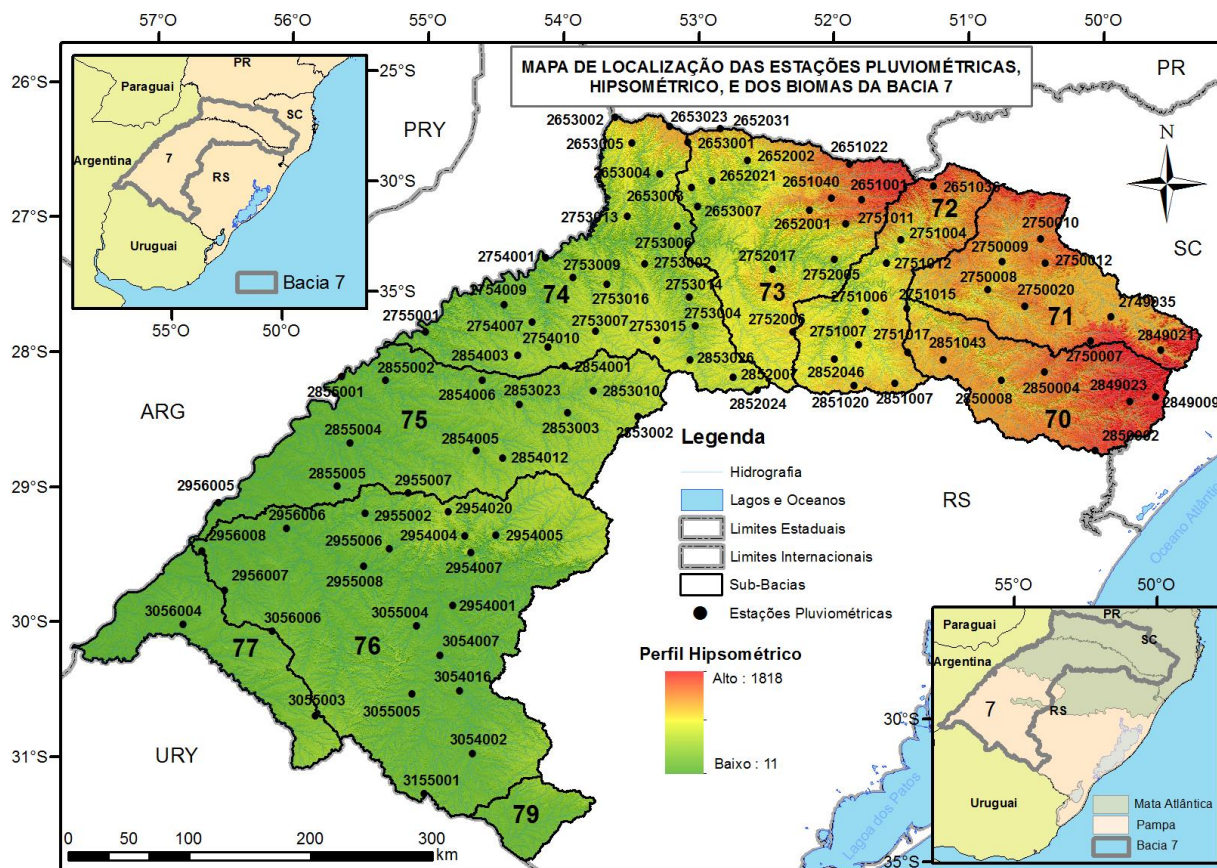 57°O 56°O 55°O 54°O 53°O 52°O 51°O 50°O
26°S
27°S
28°S
29°S
30°S
31°S
MAPA DE LOCALIZAÇÃO DAS ESTAÇÕES PLUVIOMÉTRICAS,
HIPSOMÉTRICO, E DOS BIOMAS DA BACIA 7
PR
Paraguai
SC
Argentina
7
RS
Uruguai
Bacia 7
25°S
30°S
35°S
55°O 50°O
PRY
PR
N
SC
ARG
RS
URY
2653002
2653023
2652031
2653005
2653001
2652002
2651022
2653004
2652021
2651040
2651001
2651036
2653003
2653007
2652001
2751011
72
2750010
2753013
2751004
2750009
2753006
2752017
2751012
2750012
2754001
2753009
2753002
2752005
2750008
2754009
74
2753016
2753014
73
2751006
2751015
2750020
2749035
2755001
2754007
2753007
2753004
2752006
71
2754010
2753015
2751007
2751017
2849021
2854003
2853026
2851043
2750007
2855002
2854001
2852007
2852046
2850004
2849023
2855001
2854006
2853023
2853010
2852024
2851020
2851007
2850008
70
2849009
75
2853003
2853002
2850002
2855004
2854005
2854012
2855005
2855007
2956005
2956006
2955002
2954020
2956008
2955006
2954004
2954005
2956007
2955008
2954007
3056004
3056006
3055004
2954001
77
76
3054007
3055003
3054016
3055005
3054002
3155001
79
Legenda
Hidrografia
Lagos e Oceanos
Limites Estaduais
Limites Internacionais
Sub-Bacias
Estações Pluviométricas
Perfil Hipsométrico
Alto : 1818
Baixo : 11
Oceano Atlântico
Lagoa dos Patos
0 50 100 200 300
km
55°O 50°O
Paraguai
PR
SC
Argentina
RS
7
Uruguai
30°S
35°S
Mata Atlântica
Pampa
Bacia 7